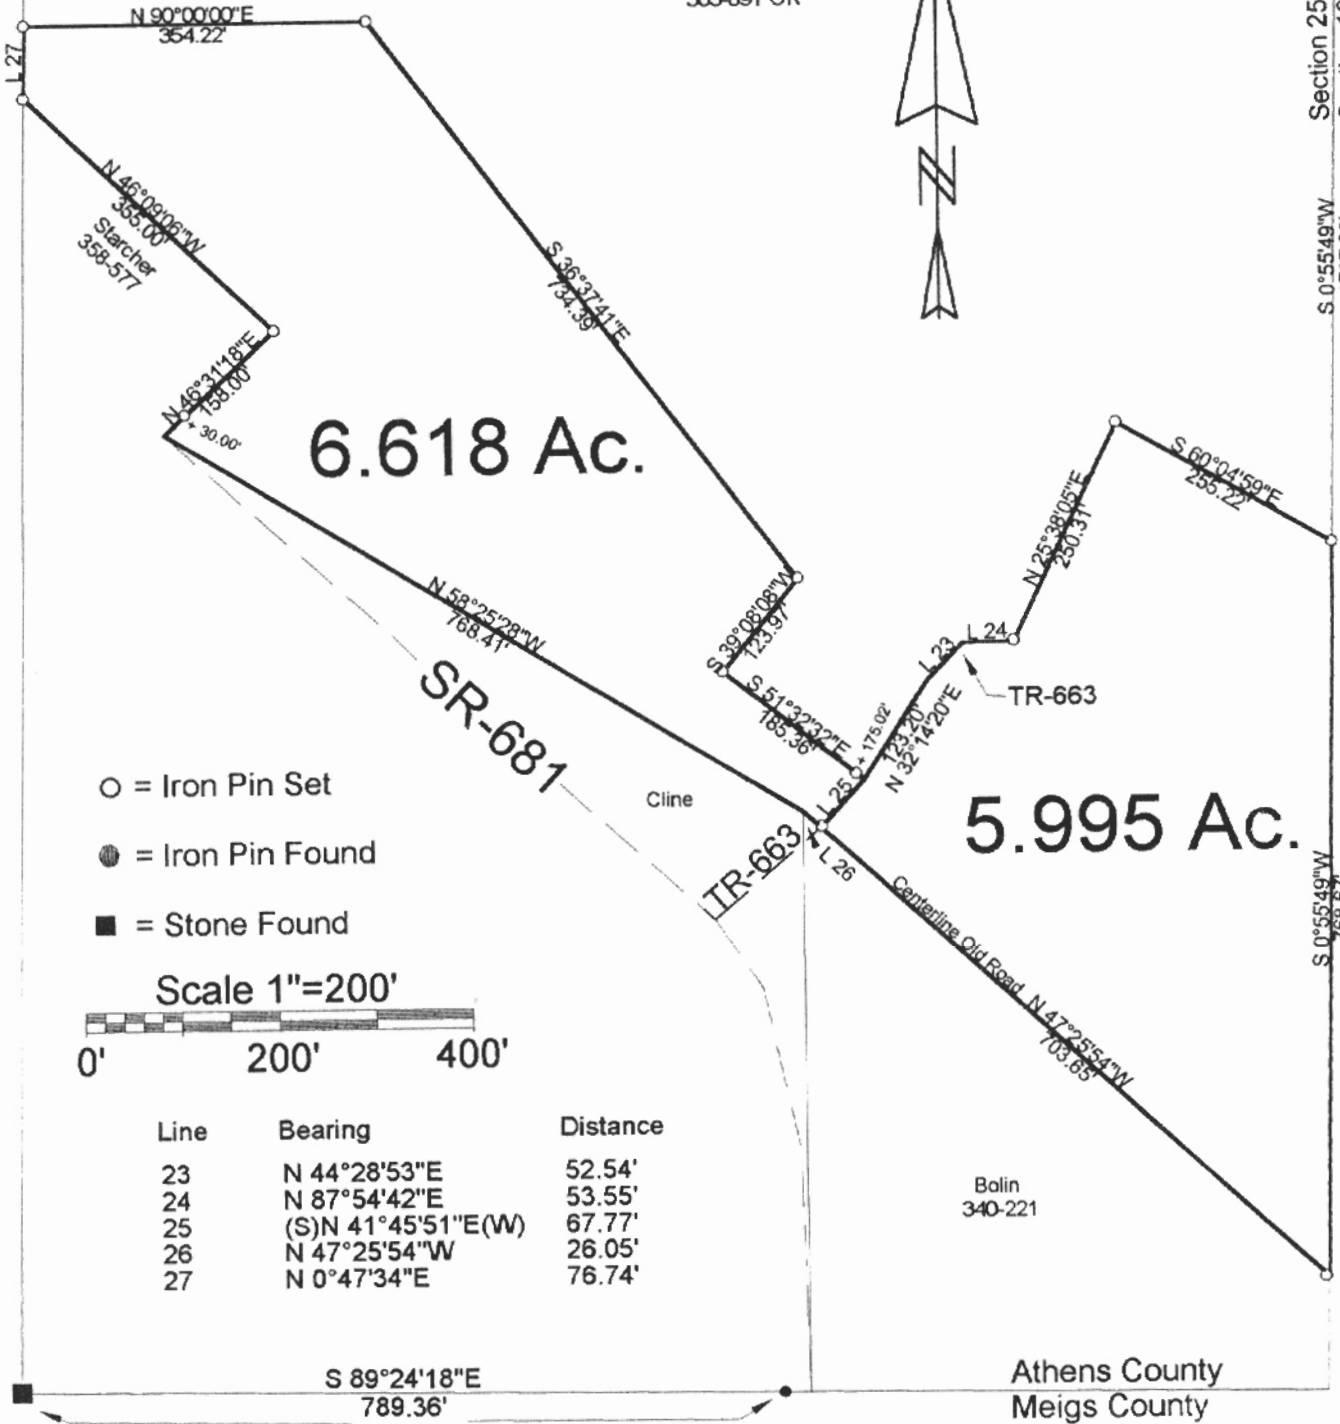 N 90°00'00"E
354.22'
L 27
Section 25
N 46°09'06"W
355.00'
Starcher
358-577
S 36°37'41"E
734.39'
N
S 0°55'49"W
N 46°31'18"E
158.00'
+ 30.00'
6.618 Ac.
S 60°04'59"E
255.22'
N 25°38'05"E
250.31'
N 58°25'28"W
768.41'
S 39°08'08"W
123.97'
L 24
L 23
TR-663
S 51°32'32"E
185.36'
+ 175.02'
123.20'
N 32°14'20"E
SR-681
L 25
Cline
5.995 Ac.
TR-663
L 26
○ = Iron Pin Set
● = Iron Pin Found
■ = Stone Found
Centerline Old Road N 47°25'54"W
703.65'
S 0°55'49"W
Scale 1"=200'
0' 200' 400'
Line Bearing Distance
23 N 44°28'53"E 52.54'
24 N 87°54'42"E 53.55'
25 (S)N 41°45'51"E(W) 67.77'
26 N 47°25'54"W 26.05'
27 N 0°47'34"E 76.74'
Bolin
340-221
S 89°24'18"E
789.36'
Athens County
Meigs County